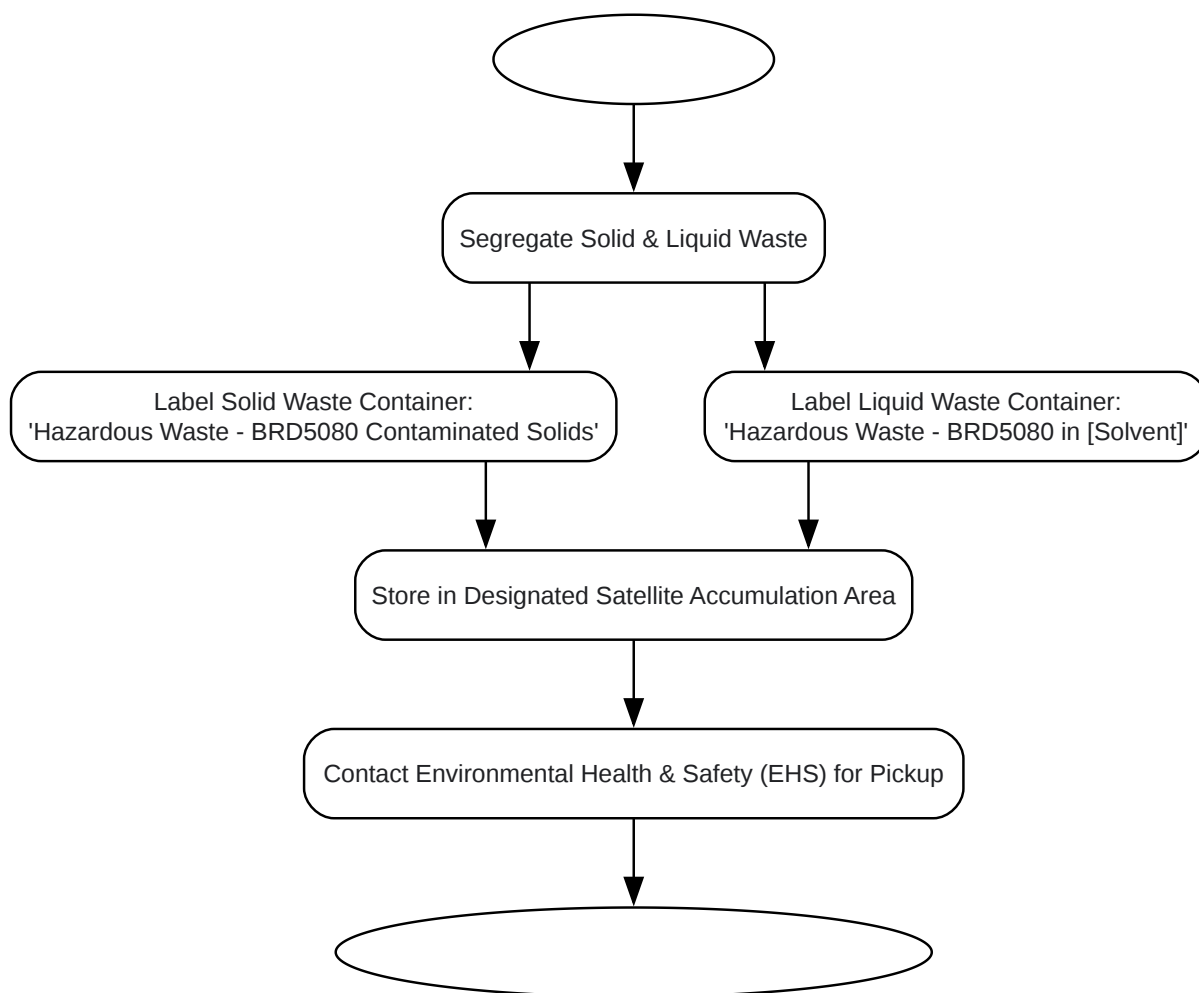 Segregate Solid & Liquid Waste
Label Solid Waste Container:
'Hazardous Waste - BRD5080 Contaminated Solids'
Label Liquid Waste Container:
'Hazardous Waste - BRD5080 in [Solvent]'
Store in Designated Satellite Accumulation Area
Contact Environmental Health & Safety (EHS) for Pickup